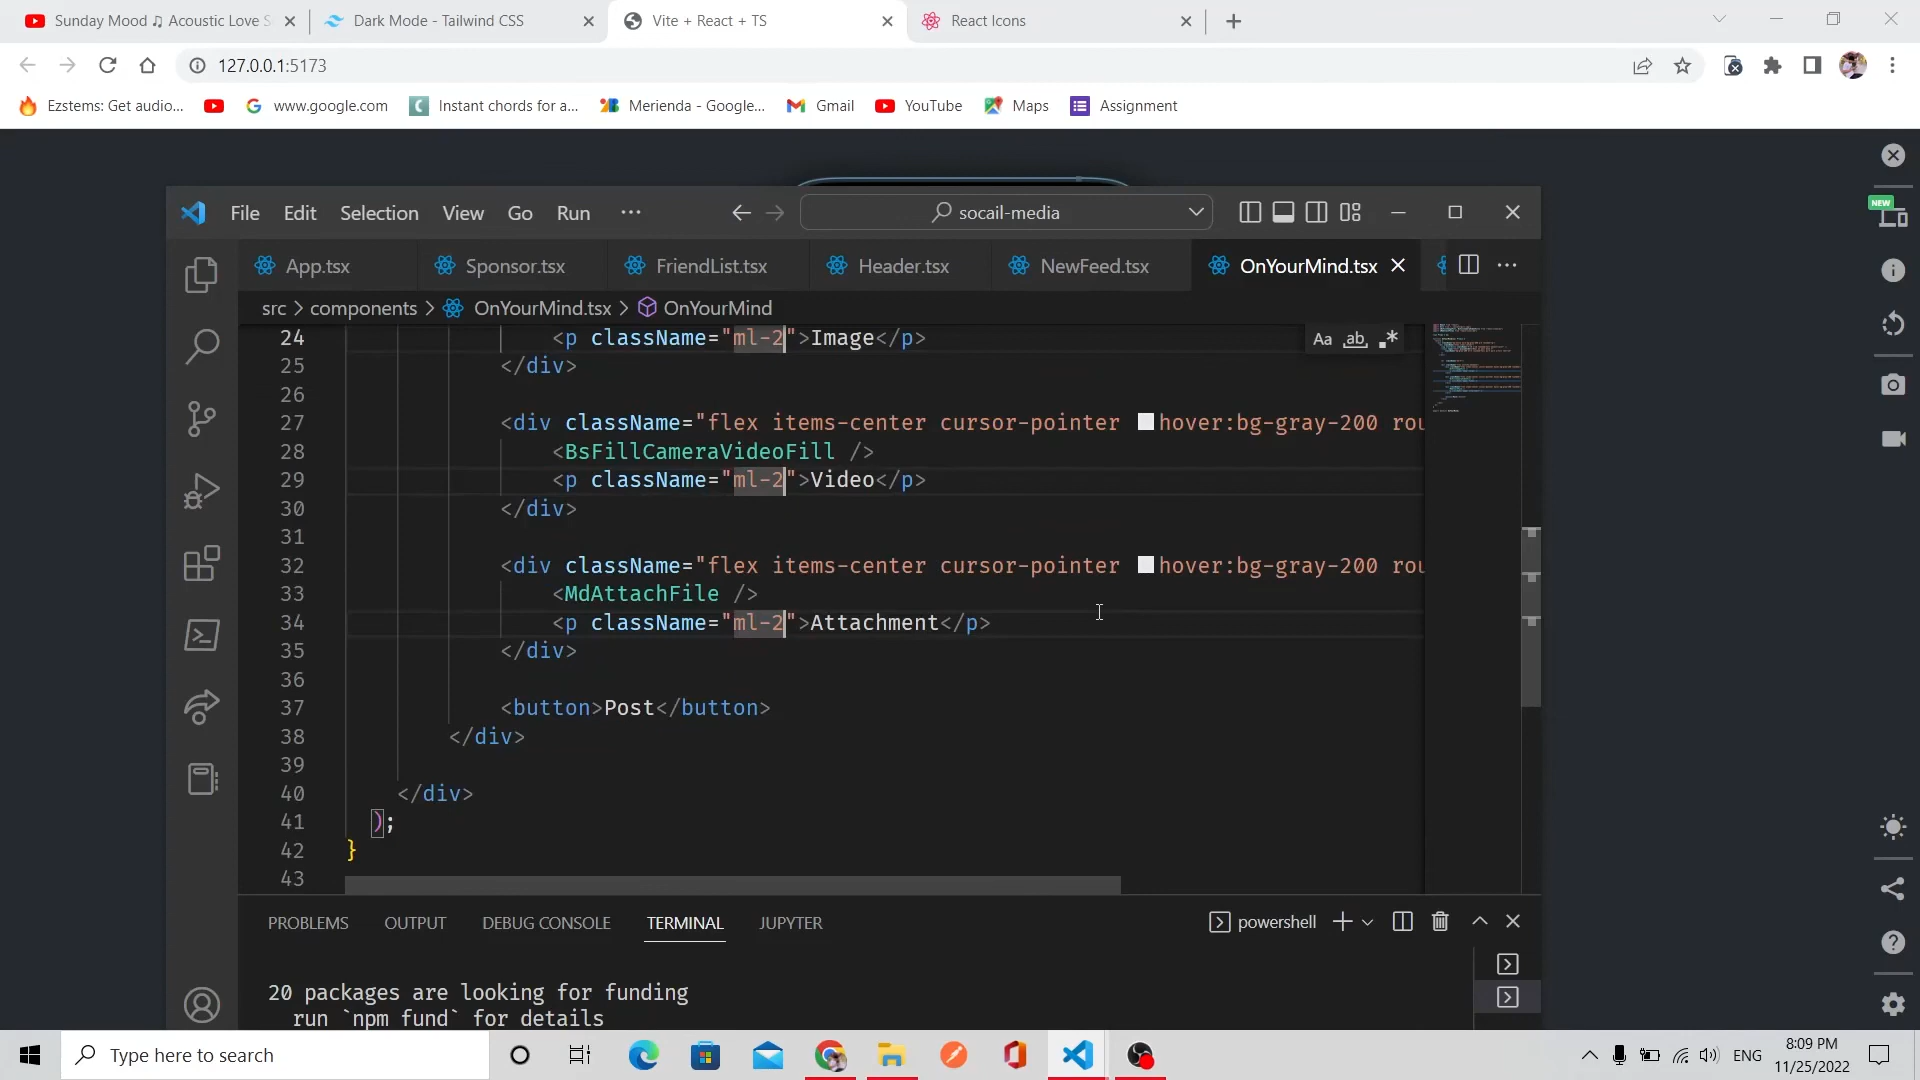 Sunday Mood ♫ Acoustic Love S
Dark Mode - Tailwind CSS
Vite + React + TS
React Icons
127.0.0.1:5173
Ezstems: Get audio...
www.google.com
Instant chords for a...
Merienda - Google...
Gmail
YouTube
Maps
Assignment
NEW
File Edit Selection View Go Run ...
socail-media
App.tsx
Sponsor.tsx
FriendList.tsx
Header.tsx
NewFeed.tsx
OnYourMind.tsx
src > components > OnYourMind.tsx > OnYourMind
Aa ab .*
24 <p className="ml-2">Image</p>
25 </div>
26
27 <div className="flex items-center cursor-pointer hover:bg-gray-200 rou
28 <BsFillCameraVideoFill />
29 <p className="ml-2">Video</p>
30 </div>
31
32 <div className="flex items-center cursor-pointer hover:bg-gray-200 rou
33 <MdAttachFile />
34 <p className="ml-2">Attachment</p>
35 </div>
36
37 <button>Post</button>
38 </div>
39
40 </div>
41 );
42 }
43
PROBLEMS OUTPUT DEBUG CONSOLE TERMINAL JUPYTER
powershell
20 packages are looking for funding
run `npm fund` for details
Type here to search
ENG
8:09 PM
11/25/2022